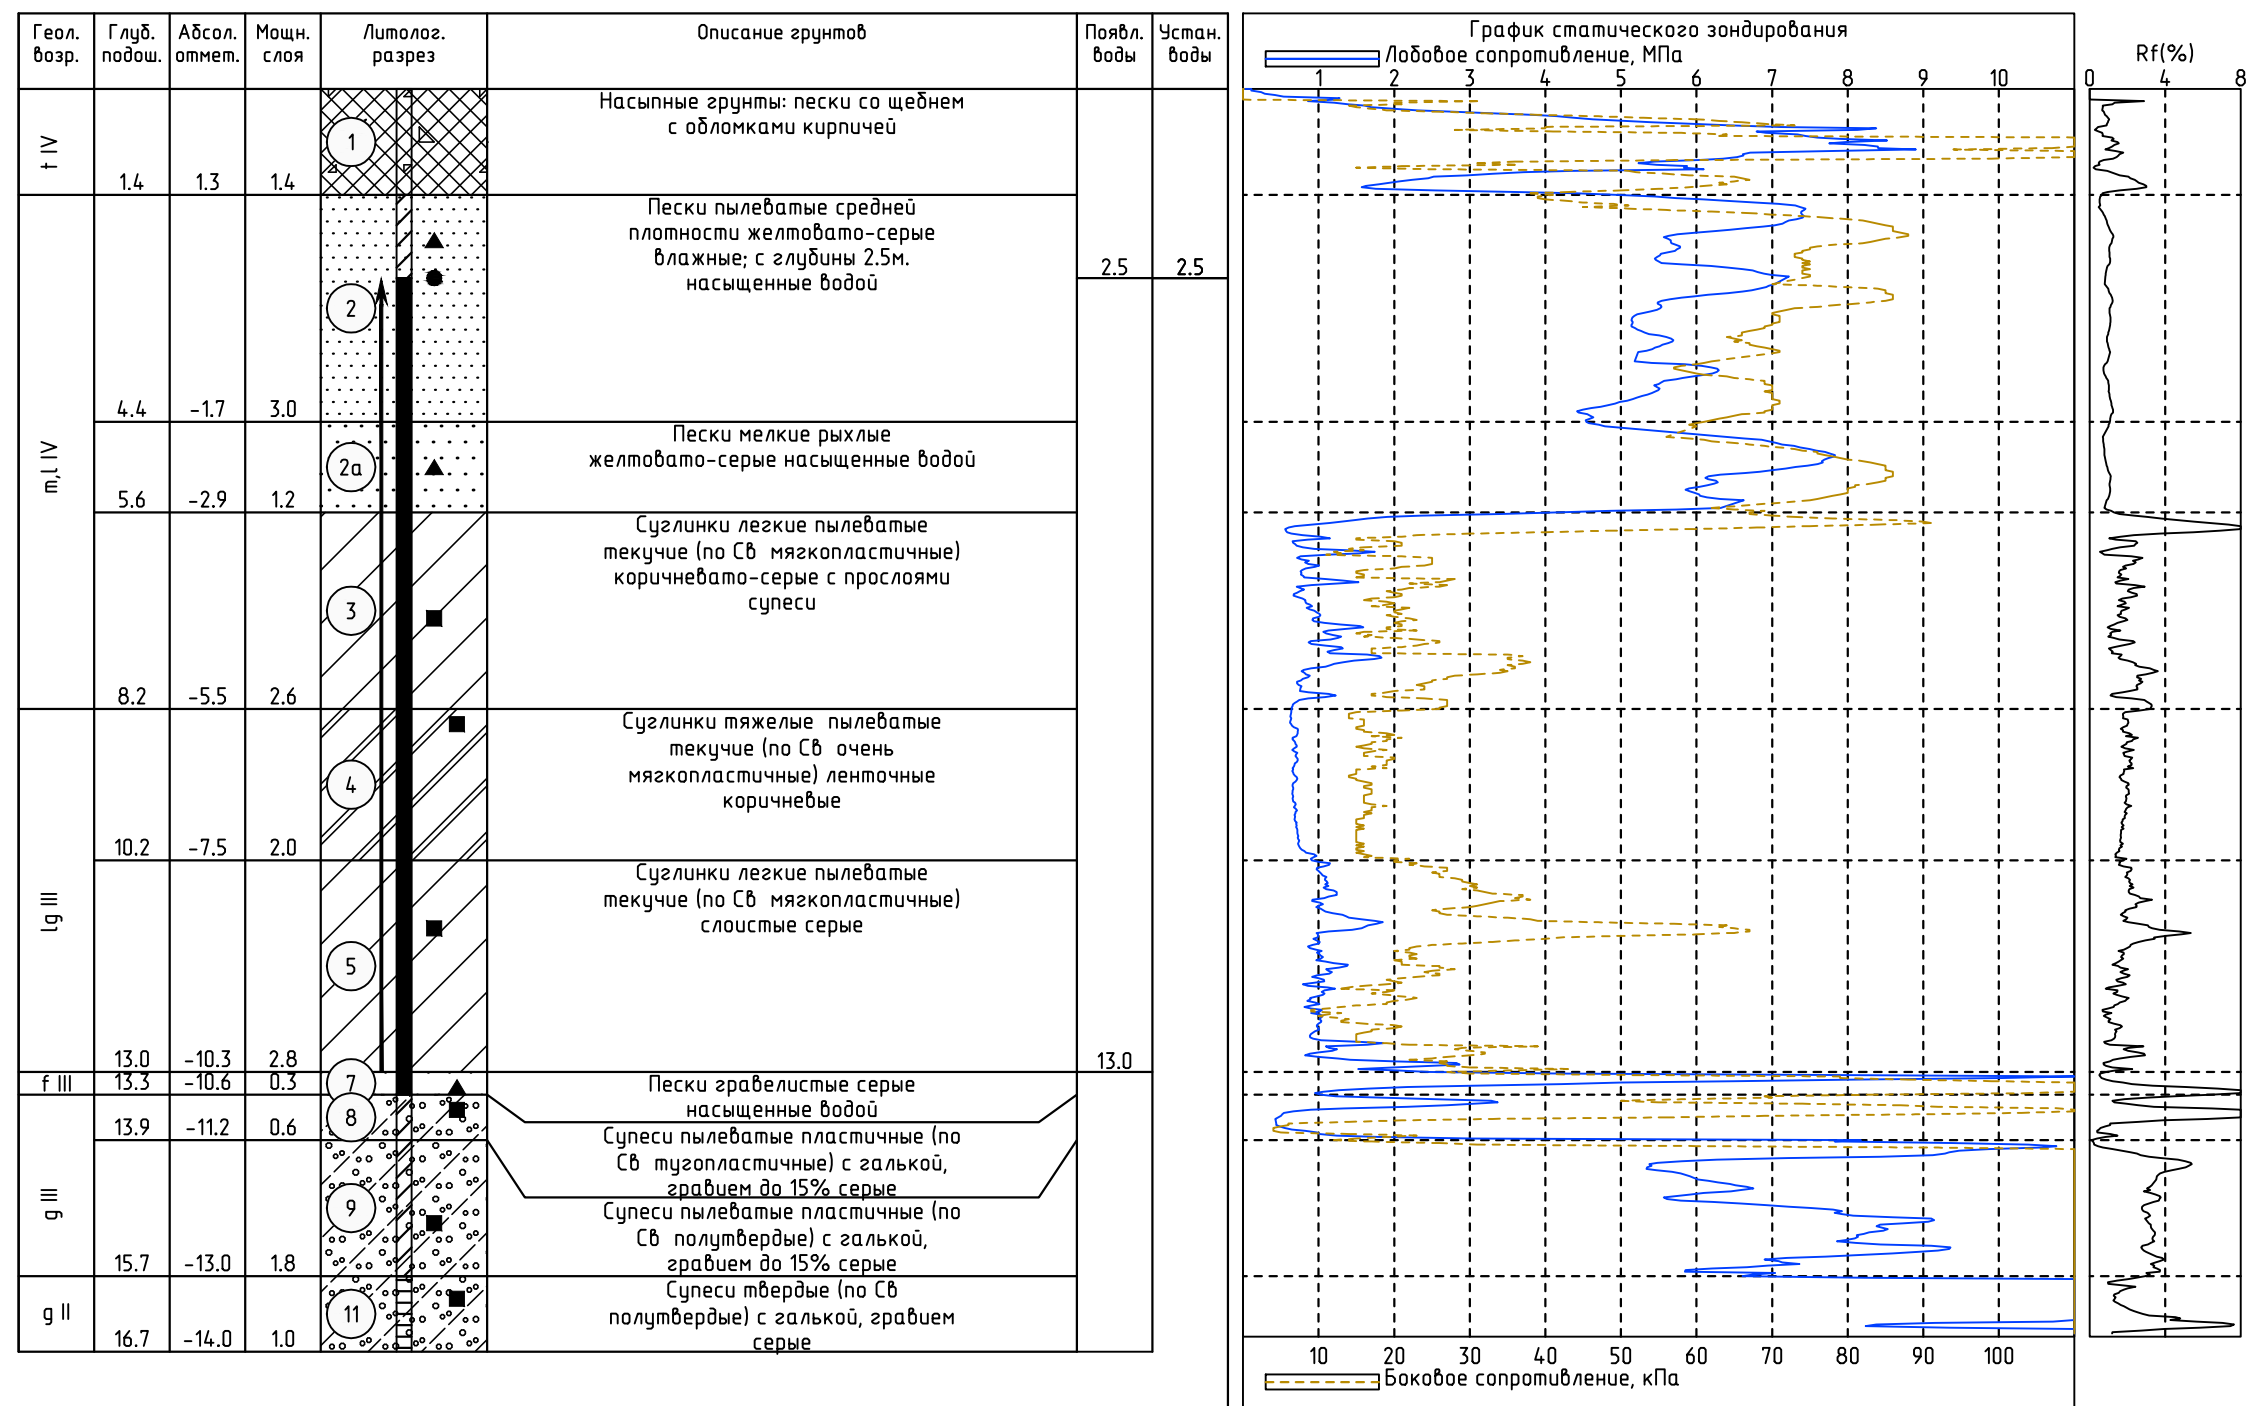 Геол. возр.
Глуб. подош.
Абсол. отмет.
Мощн. слоя
Литолог. разрез
Описание грунтов
Появл. воды
Устан. воды
График статического зондирования
Лобовое сопротивление, МПа
1 2 3 4 5 6 7 8 9 10
Rf(%)
0 4 8
t IV
1
1.4 1.3 1.4
Насыпные грунты: пески со щебнем
с обломками кирпичей
m,l IV
2
4.4 -1.7 3.0
Пески пылеватые средней
плотности желтовато-серые
влажные; с глубины 2.5м.
насыщенные водой
2.5 2.5
2а
5.6 -2.9 1.2
Пески мелкие рыхлые
желтовато-серые насыщенные водой
3
8.2 -5.5 2.6
Суглинки легкие пылеватые
текучие (по Св мягкопластичные)
коричневато-серые с прослоями
супеси
lg III
4
10.2 -7.5 2.0
Суглинки тяжелые пылеватые
текучие (по Св очень
мягкопластичные) ленточные
коричневые
5
13.0 -10.3 2.8
Суглинки легкие пылеватые
текучие (по Св мягкопластичные)
слоистые серые
13.0
f III
13.3 -10.6 0.3
7
Пески гравелистые серые
насыщенные водой
g III
8
13.9 -11.2 0.6
Супеси пылеватые пластичные (по
Св тугопластичные) с галькой,
гравием до 15% серые
9
15.7 -13.0 1.8
Супеси пылеватые пластичные (по
Св полутвердые) с галькой,
гравием до 15% серые
g II
11
16.7 -14.0 1.0
Супеси твердые (по Св
полутвердые) с галькой, гравием
серые
10 20 30 40 50 60 70 80 90 100
Боковое сопротивление, кПа